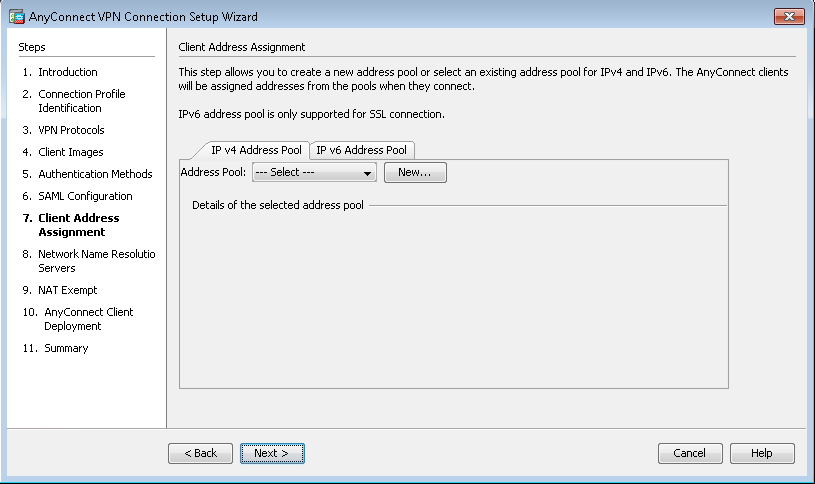 AnyConnect VPN Connection Setup Wizard
Steps
1. Introduction
2. Connection Profile
Identification
3. VPN Protocols
4. Client Images
5. Authentication Methods
6. SAML Configuration
7. Client Address
Assignment
8. Network Name Resolutio
Servers
9. NAT Exempt
10. AnyConnect Client
Deployment
11. Summary
Client Address Assignment
This step allows you to create a new address pool or select an existing address pool for IPv4 and IPv6. The AnyConnect clients
will be assigned addresses from the pools when they connect.
IPv6 address pool is only supported for SSL connection.
IP v4 Address Pool IP v6 Address Pool
Address Pool: --- Select --- New...
Details of the selected address pool
< Back Next > Cancel Help